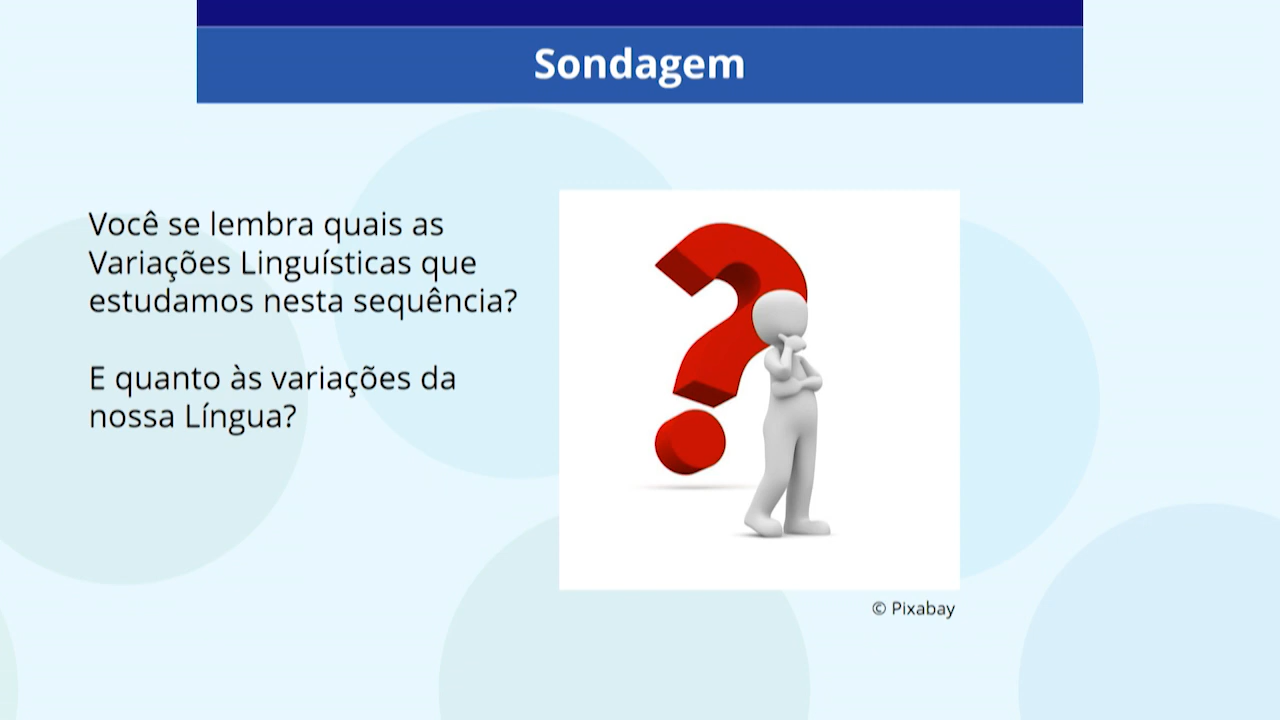 Sondagem
Você se lembra quais as
Variações Linguísticas que
estudamos nesta sequência?
E quanto às variações da
nossa Língua?
© Pixabay